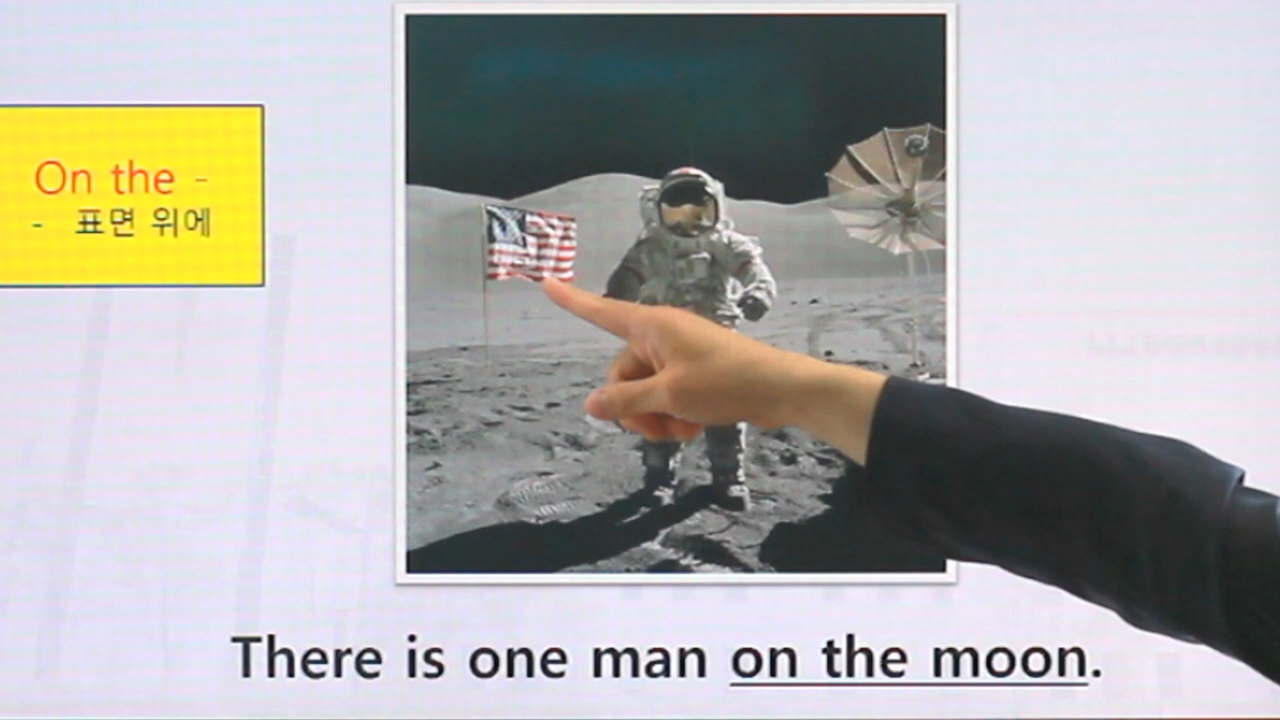 On the -
- 표면 위에
There is one man on the moon.